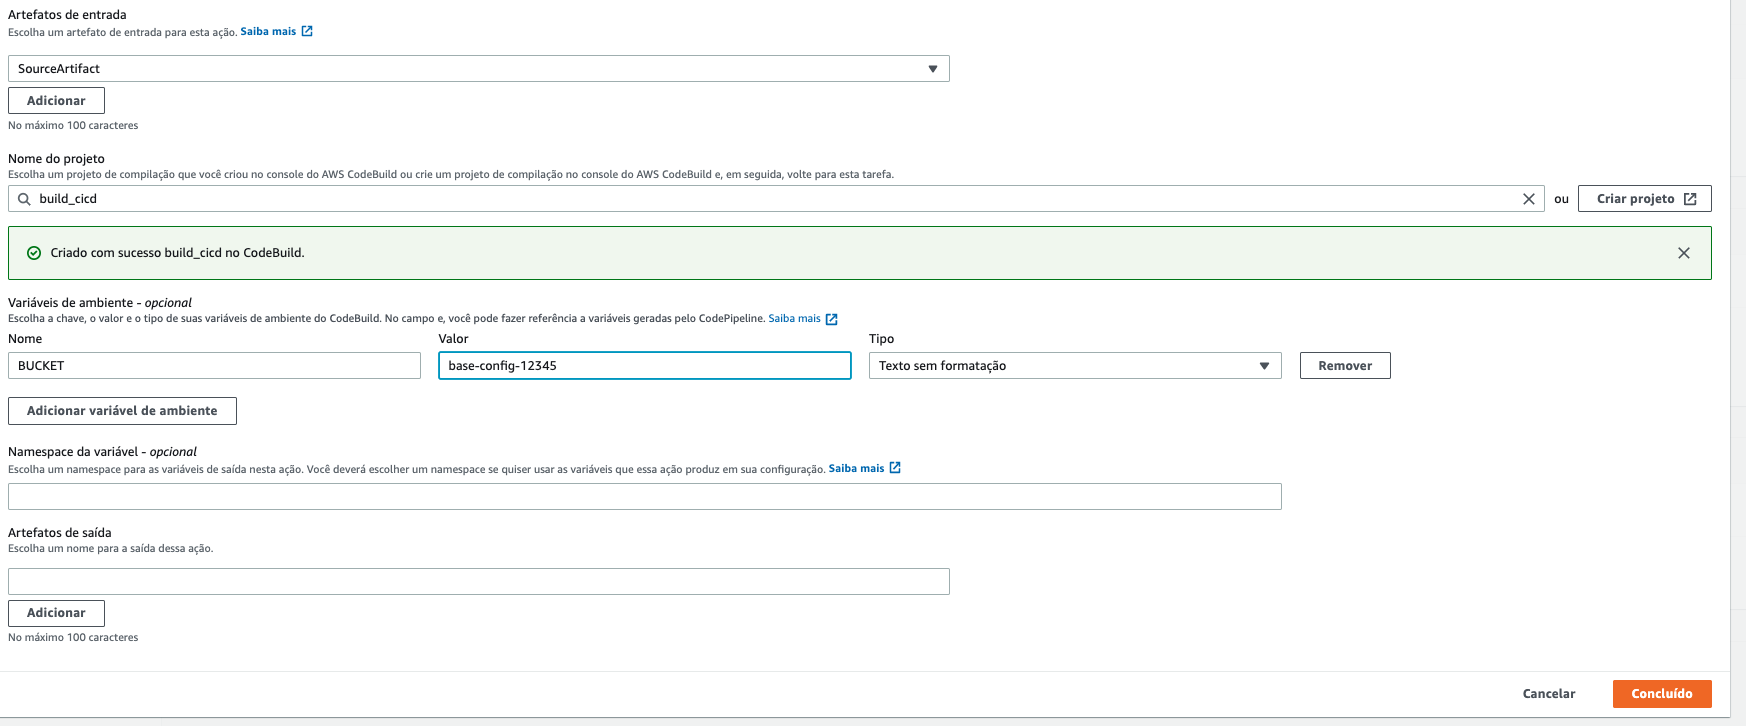 Artefatos de entrada
Escolha um artefato de entrada para esta ação. Saiba mais
SourceArtifact
Adicionar
No máximo 100 caracteres
Nome do projeto
Escolha um projeto de compilação que você criou no console do AWS CodeBuild ou crie um projeto de compilação no console do AWS CodeBuild e, em seguida, volte para esta tarefa.
build_cicd ou Criar projeto
Criado com sucesso build_cicd no CodeBuild.
Variáveis de ambiente - opcional
Escolha a chave, o valor e o tipo de suas variáveis de ambiente do CodeBuild. No campo e, você pode fazer referência a variáveis geradas pelo CodePipeline. Saiba mais
Nome Valor Tipo
BUCKET base-config-12345 Texto sem formatação Remover
Adicionar variável de ambiente
Namespace da variável - opcional
Escolha um namespace para as variáveis de saída nesta ação. Você deverá escolher um namespace se quiser usar as variáveis que essa ação produz em sua configuração. Saiba mais
Artefatos de saída
Escolha um nome para a saída dessa ação.
Adicionar
No máximo 100 caracteres
Cancelar Concluído